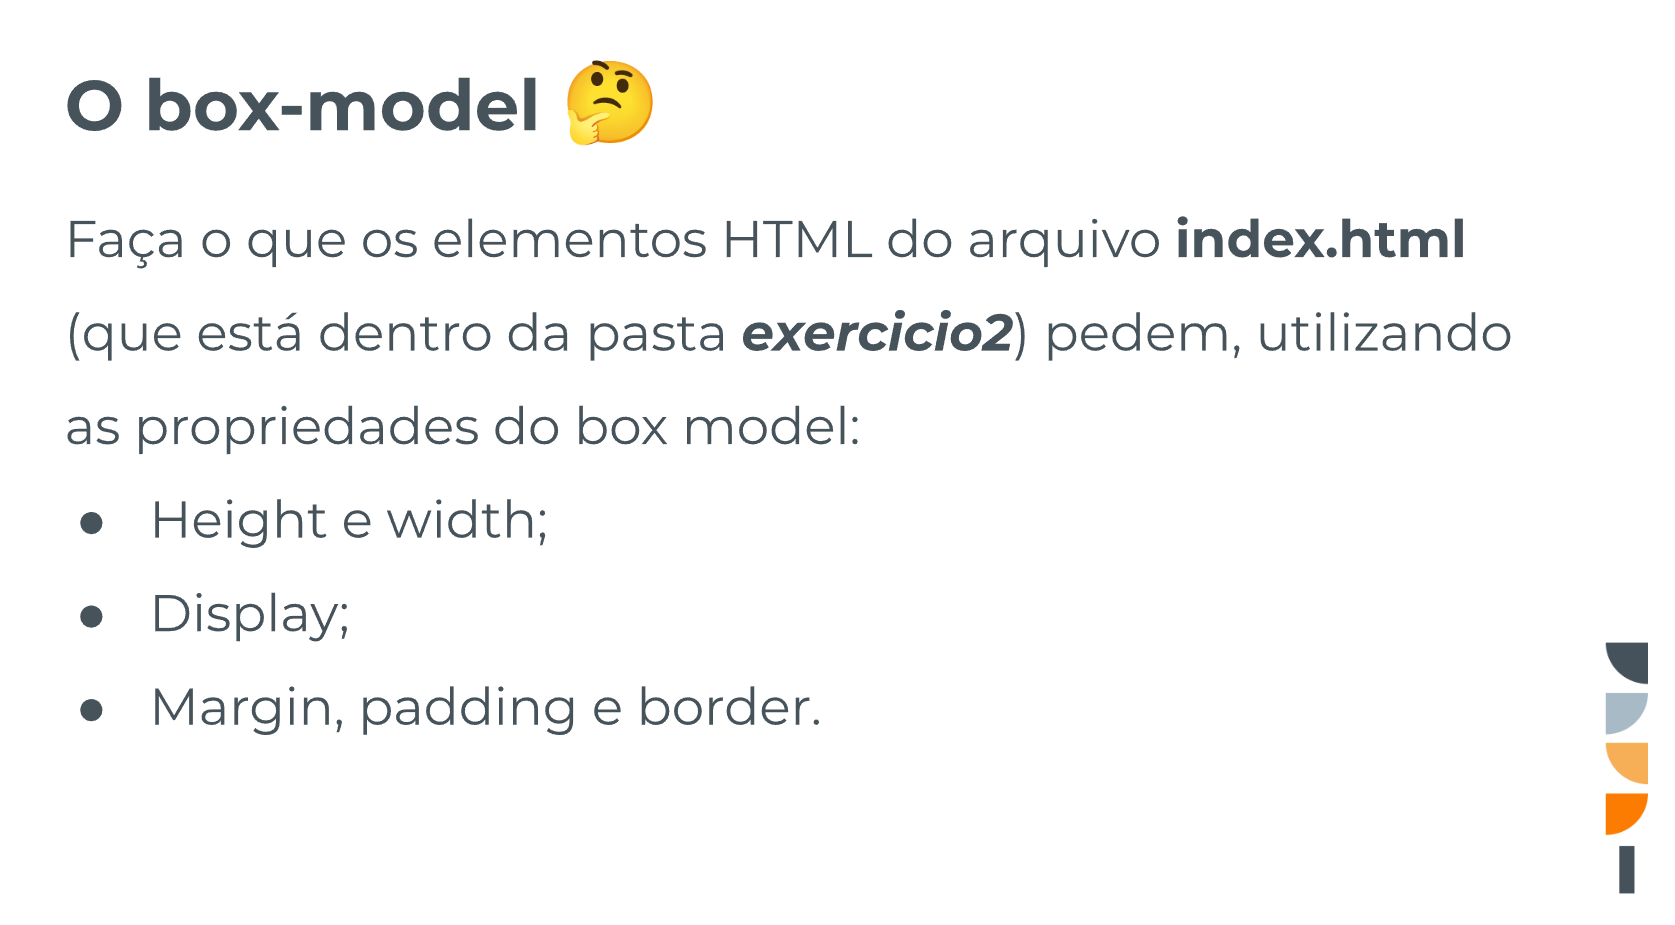 O box-model 🤔
Faça o que os elementos HTML do arquivo index.html
(que está dentro da pasta exercicio2) pedem, utilizando
as propriedades do box model:
● Height e width;
● Display;
● Margin, padding e border.